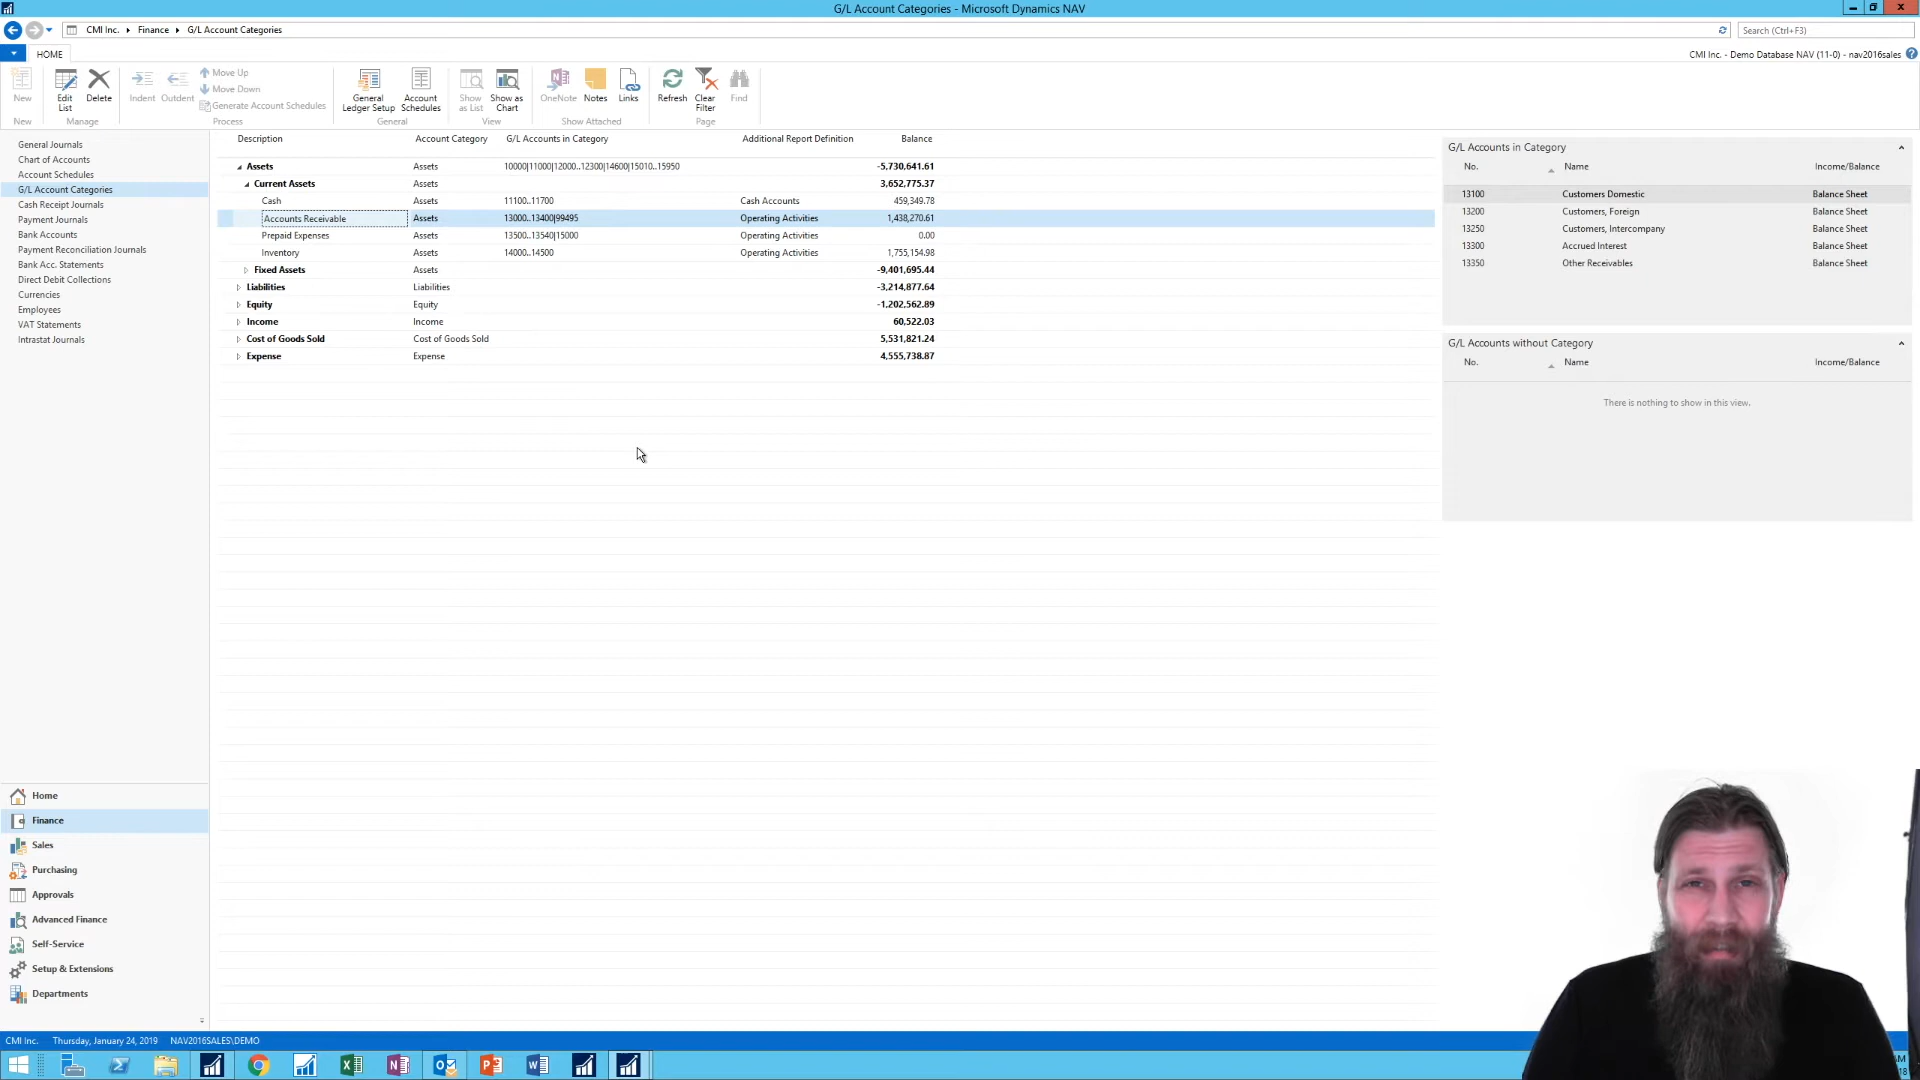 G/L Account Categories - Microsoft Dynamics NAV
CMI Inc. Finance G/L Account Categories
Search (Ctrl+F3)
HOME
CMI Inc. - Demo Database NAV (11-0) - nav2016sales
New
Edit List
Delete
Indent
Outdent
Move Up
Move Down
Generate Account Schedules
General Ledger Setup
Account Schedules
Show as List
Show as Chart
OneNote
Notes
Links
Refresh
Clear Filter
Find
New Manage Process General View Show Attached Page
General Journals
Chart of Accounts
Account Schedules
G/L Account Categories
Cash Receipt Journals
Payment Journals
Bank Accounts
Payment Reconciliation Journals
Bank Acc. Statements
Direct Debit Collections
Currencies
Employees
VAT Statements
Intrastat Journals
Description Account Category G/L Accounts in Category Additional Report Definition Balance
Assets Assets 10000|11000|12000..12300|14600|15010..15950 -5,730,641.61
Current Assets Assets 3,652,775.37
Cash Assets 11100..11700 Cash Accounts 459,349.78
Accounts Receivable Assets 13000..13400|99495 Operating Activities 1,438,270.61
Prepaid Expenses Assets 13500..13540|15000 Operating Activities 0.00
Inventory Assets 14000..14500 Operating Activities 1,755,154.98
Fixed Assets Assets -9,401,695.44
Liabilities Liabilities -3,214,877.64
Equity Equity -1,202,562.89
Income Income 60,522.03
Cost of Goods Sold Cost of Goods Sold 5,531,821.24
Expense Expense 4,555,738.87
G/L Accounts in Category
No. Name Income/Balance
13100 Customers Domestic Balance Sheet
13200 Customers, Foreign Balance Sheet
13250 Customers, Intercompany Balance Sheet
13300 Accrued Interest Balance Sheet
13350 Other Receivables Balance Sheet
G/L Accounts without Category
No. Name Income/Balance
There is nothing to show in this view.
Home
Finance
Sales
Purchasing
Approvals
Advanced Finance
Self-Service
Setup & Extensions
Departments
CMI Inc. Thursday, January 24, 2019 NAV2016SALES\DEMO